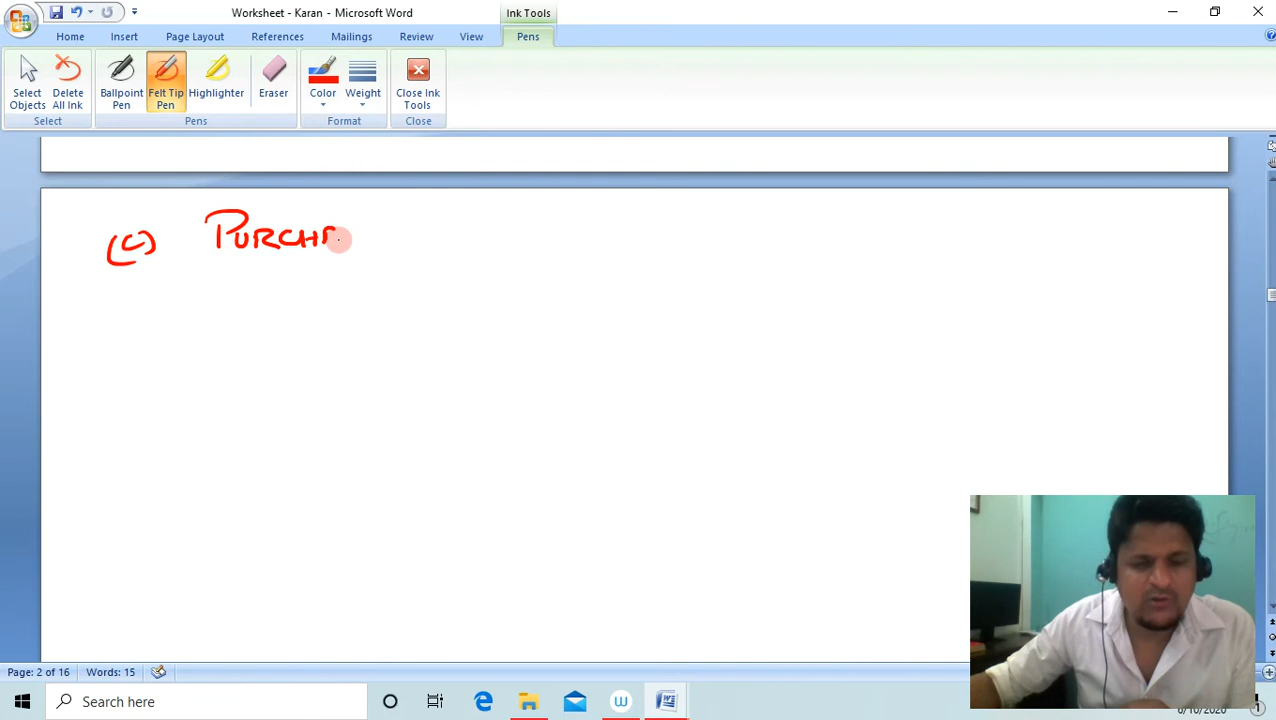 Worksheet - Karan - Microsoft Word
Ink Tools
Home Insert Page Layout References Mailings Review View Pens
Select Objects
Delete All Ink
Ballpoint Pen
Felt Tip Pen
Highlighter
Eraser
Color
Weight
Close Ink Tools
Select Pens Format Close
(C) PURCH
Page: 2 of 16 Words: 15
Search here